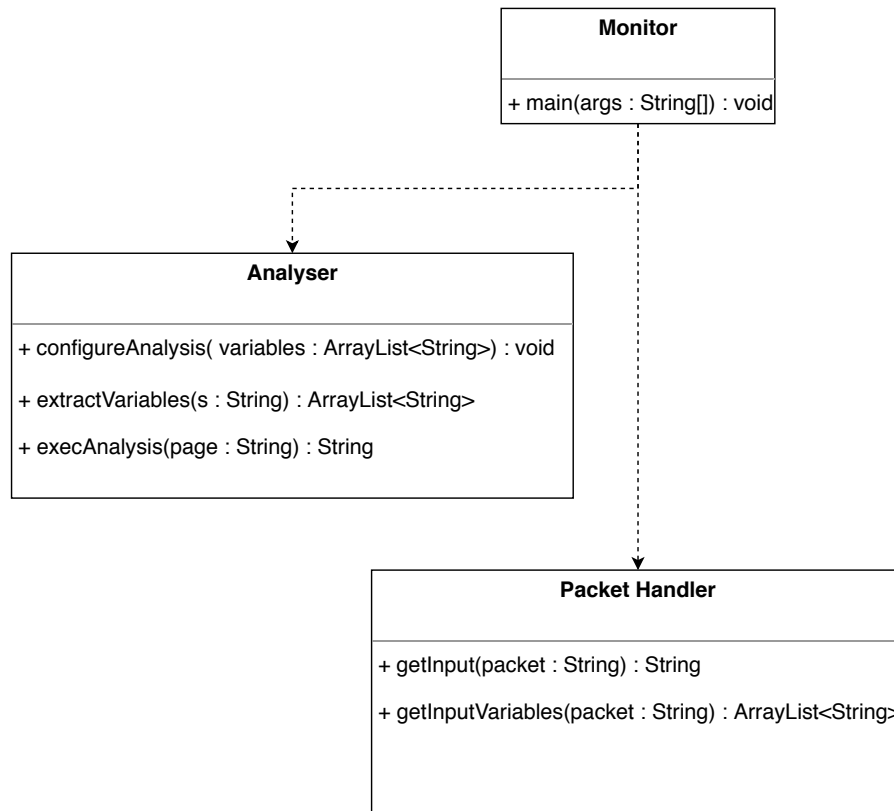 Monitor
+ main(args : String[]) : void
Analyser
+ configureAnalysis( variables : ArrayList<String>) : void
+ extractVariables(s : String) : ArrayList<String>
+ execAnalysis(page : String) : String
Packet Handler
+ getInput(packet : String) : String
+ getInputVariables(packet : String) : ArrayList<String>